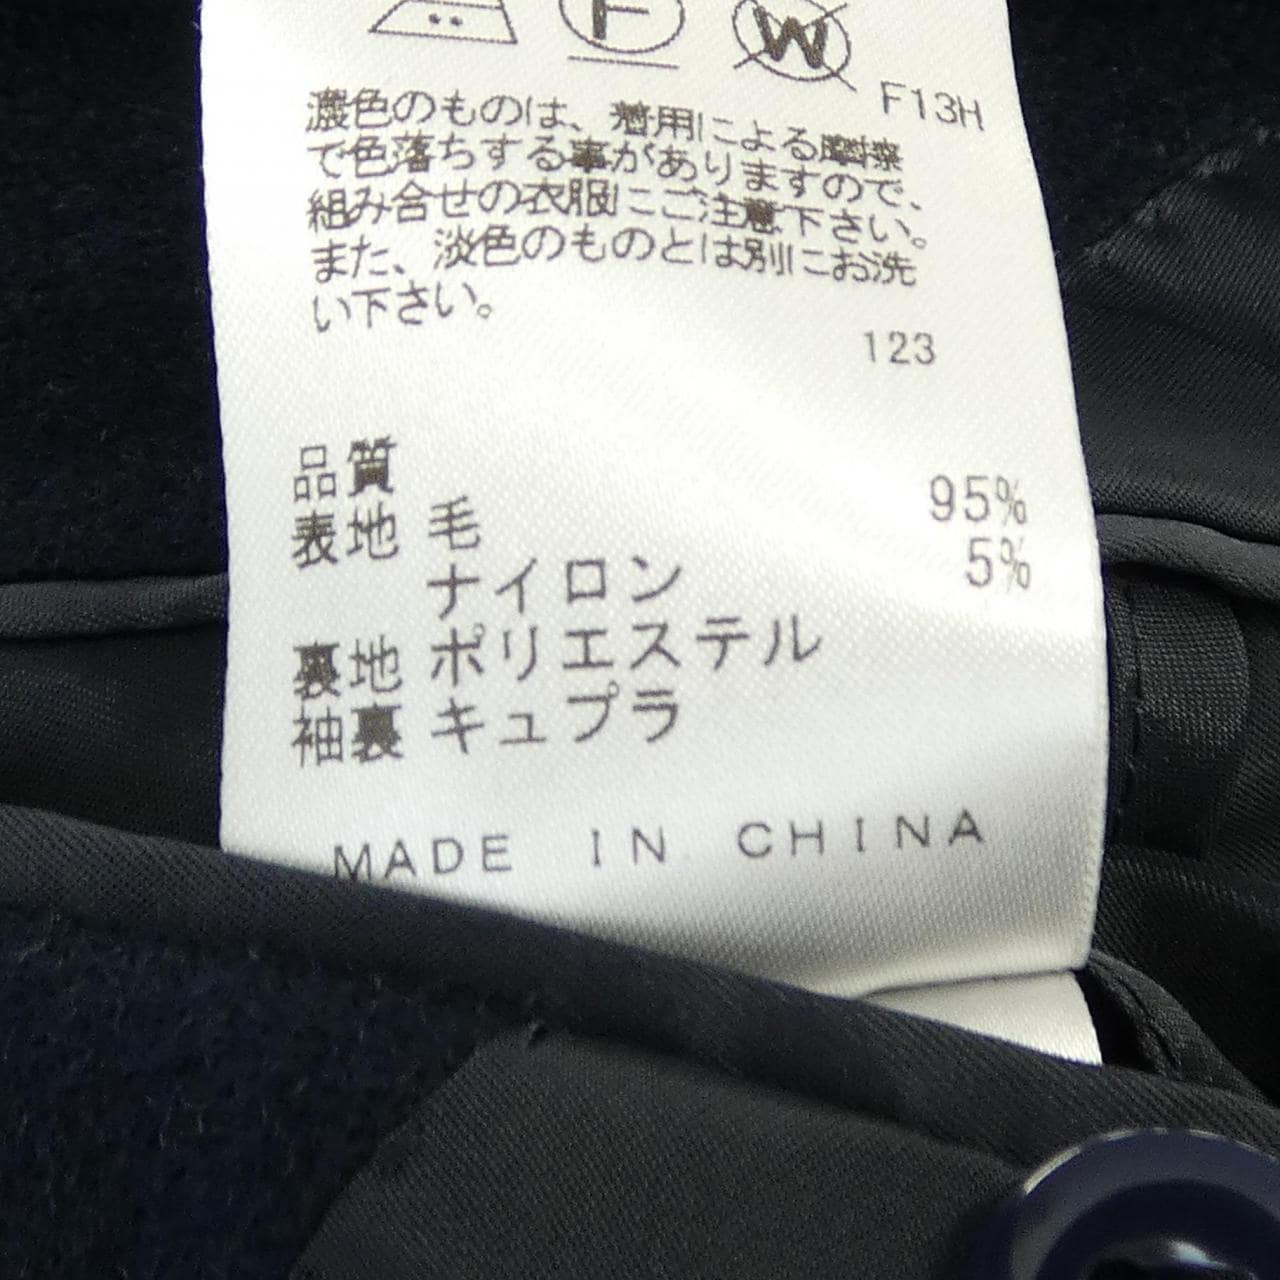 F
W
F13H
濃色のものは、着用による摩擦
で色落ちする事がありますので、
組み合せの衣服にご注意下さい。
また、淡色のものとは別にお洗
い下さい。
123
品質
表地 毛 95%
ナイロン 5%
裏地 ポリエステル
袖裏 キュプラ
MADE IN CHINA